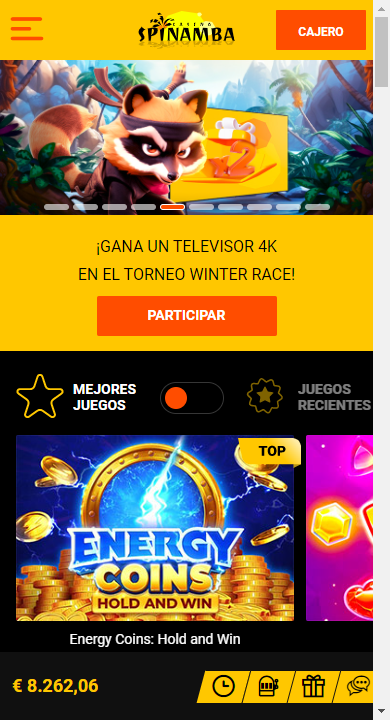 CASINO
SPINAMBA
CAJERO
x2
¡GANA UN TELEVISOR 4K
EN EL TORNEO WINTER RACE!
PARTICIPAR
MEJORES
JUEGOS
JUEGOS
RECIENTES
TOP
ENERGY
COINS
HOLD AND WIN
Energy Coins: Hold and Win
€ 8.262,06